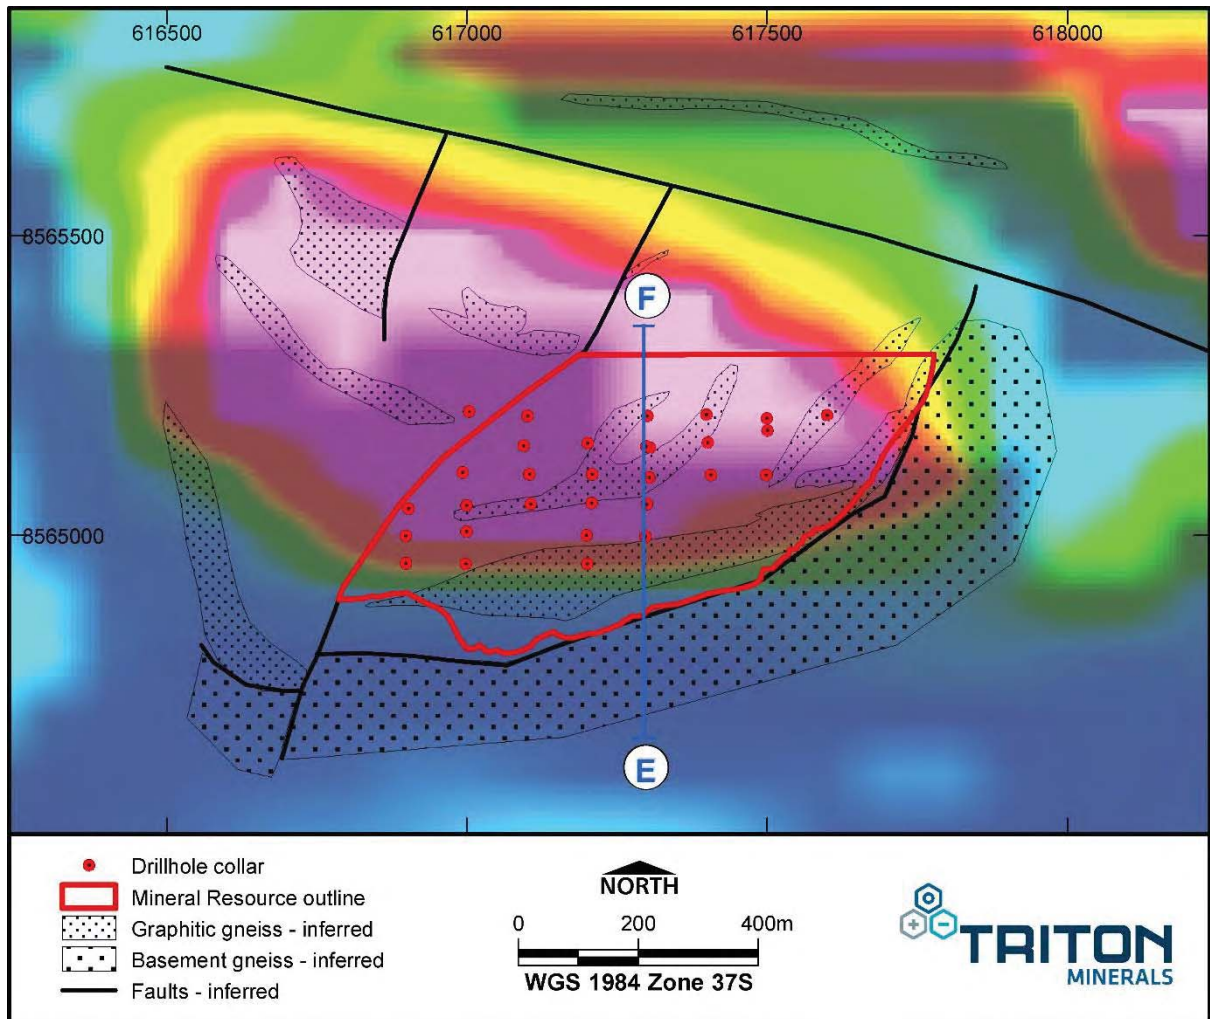 616500 617000 617500 618000
8565500
F
8565000
E
Drillhole collar
Mineral Resource outline
Graphitic gneiss - inferred
Basement gneiss - inferred
Faults - inferred
NORTH
0 200 400m
WGS 1984 Zone 37S
TRITON
MINERALS